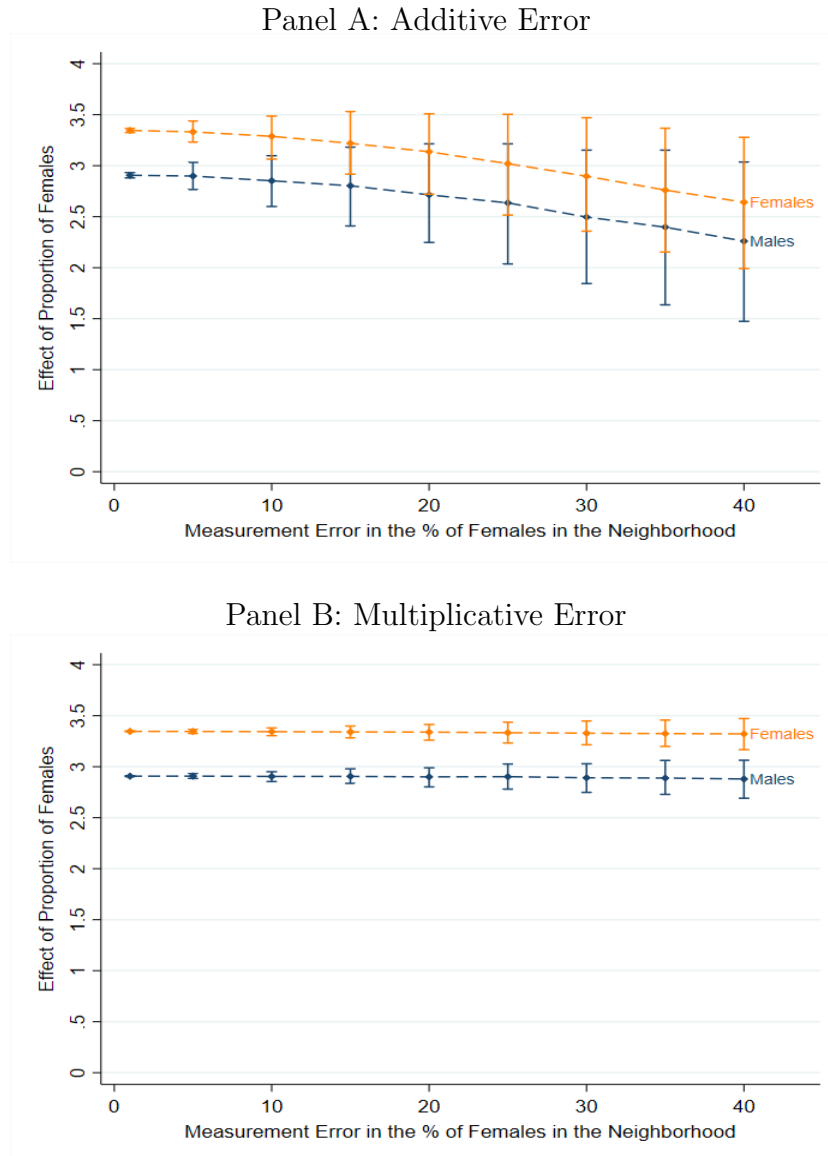 Panel A: Additive Error
Effect of Proportion of Females
4
3.5
3
2.5
2
1.5
1
.5
0
Females
Males
0 10 20 30 40
Measurement Error in the % of Females in the Neighborhood
Panel B: Multiplicative Error
Effect of Proportion of Females
4
3.5
3
2.5
2
1.5
1
.5
0
Females
Males
0 10 20 30 40
Measurement Error in the % of Females in the Neighborhood